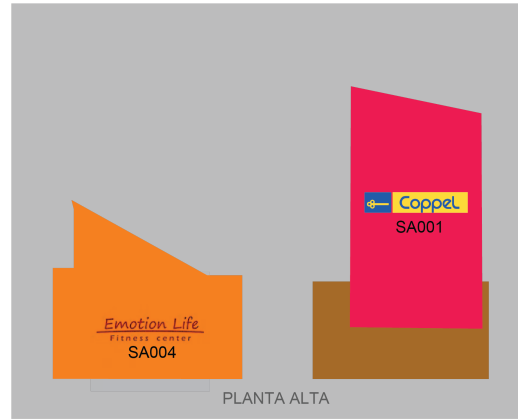 Coppel
SA001
Emotion Life
Fitness center
SA004
PLANTA ALTA